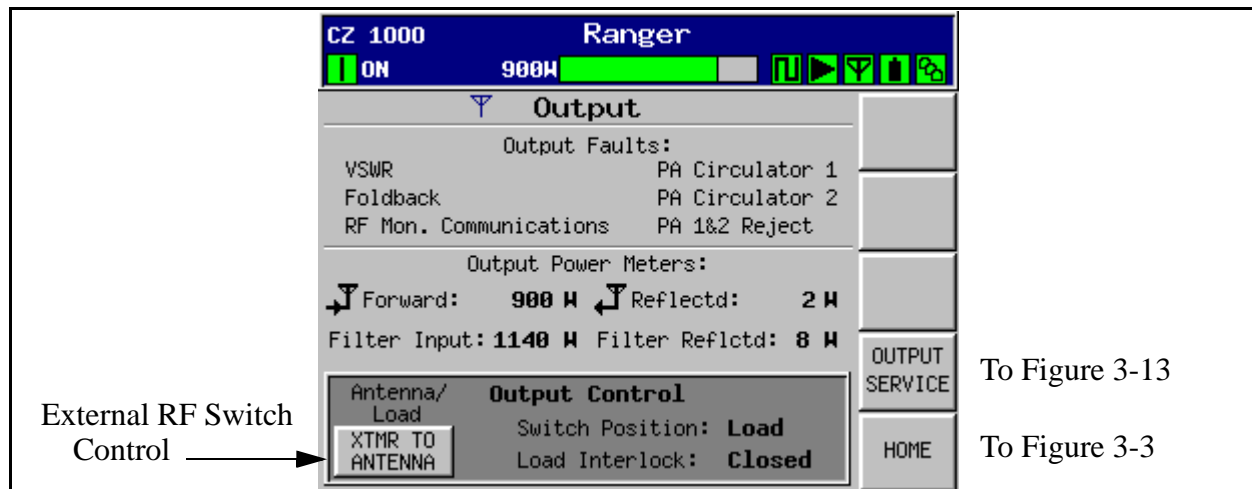 CZ 1000 Ranger
ON 900W
Output
Output Faults:
VSWR PA Circulator 1
Foldback PA Circulator 2
RF Mon. Communications PA 1&2 Reject
Output Power Meters:
Forward: 900 W Reflectd: 2 W
Filter Input: 1140 W Filter Reflctd: 8 W
OUTPUT
SERVICE
To Figure 3-13
Antenna/
Load
Output Control
XTMR TO
ANTENNA
Switch Position: Load
Load Interlock: Closed
External RF Switch
Control
HOME
To Figure 3-3